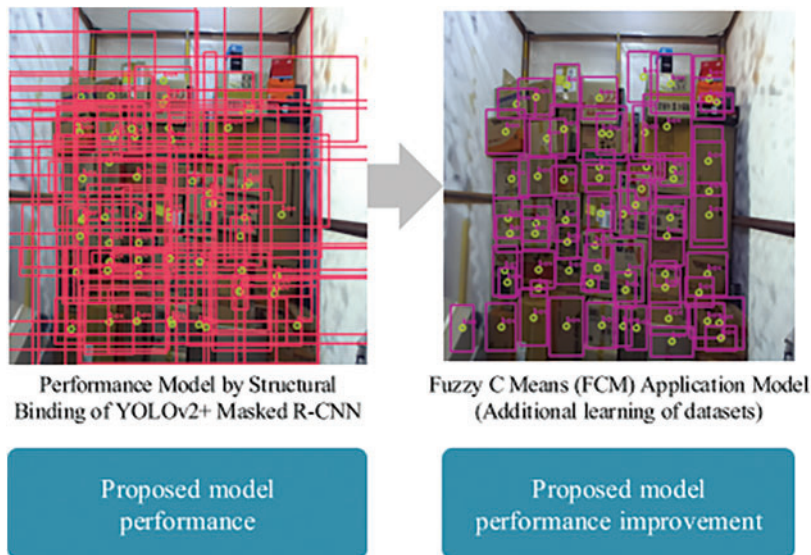 Performance Model by Structural
Binding of YOLOv2+ Masked R-CNN
Fuzzy C Means (FCM) Application Model
(Additional learning of datasets)
Proposed model
performance
Proposed model
performance improvement